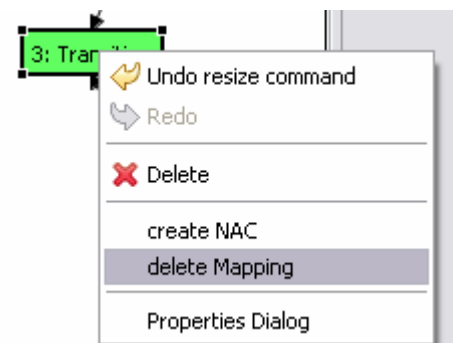 3: Tran
Undo resize command
Redo
Delete
create NAC
delete Mapping
Properties Dialog